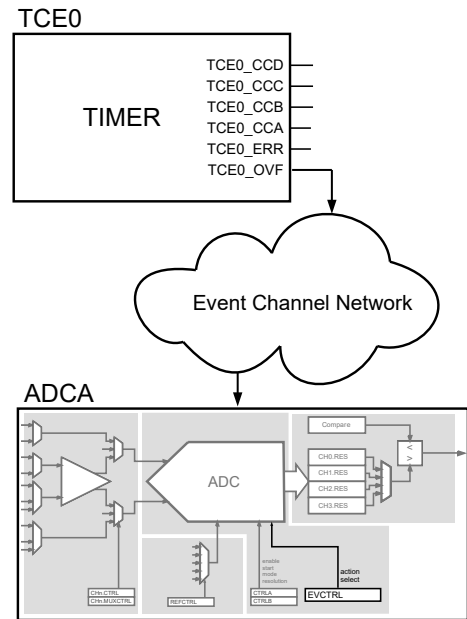 TCE0
TCE0_CCD
TCE0_CCC
TCE0_CCB
TCE0_CCA
TCE0_ERR
TCE0_OVF
TIMER
Event Channel Network
ADCA
Compare
<
>
CH0.RES
CH1.RES
CH2.RES
CH3.RES
ADC
enable
start
mode
resolution
action
select
CHn.CTRL
CHn.MUXCTRL
REFCTRL
CTRLA
CTRLB
EVCTRL